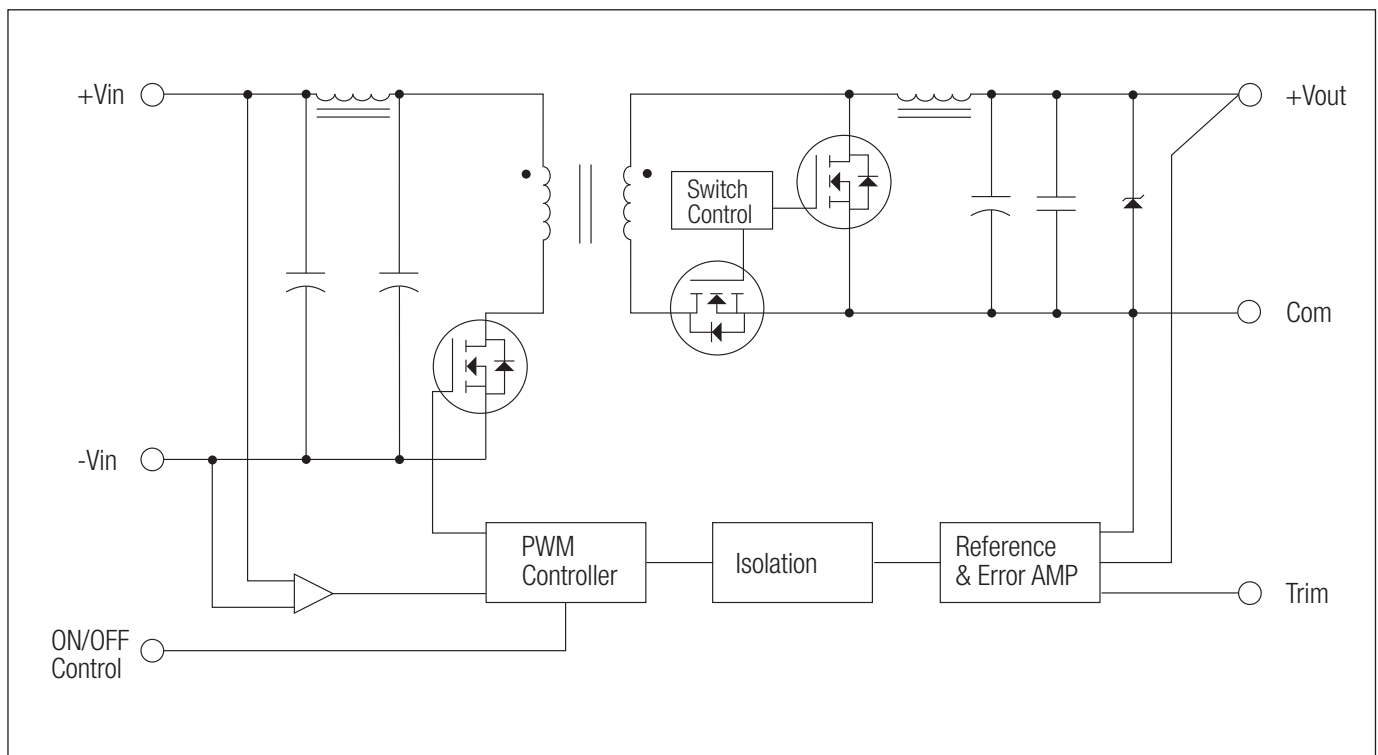 +Vin
+Vout
Switch
Control
Com
-Vin
PWM
Controller
Isolation
Reference
& Error AMP
Trim
ON/OFF
Control